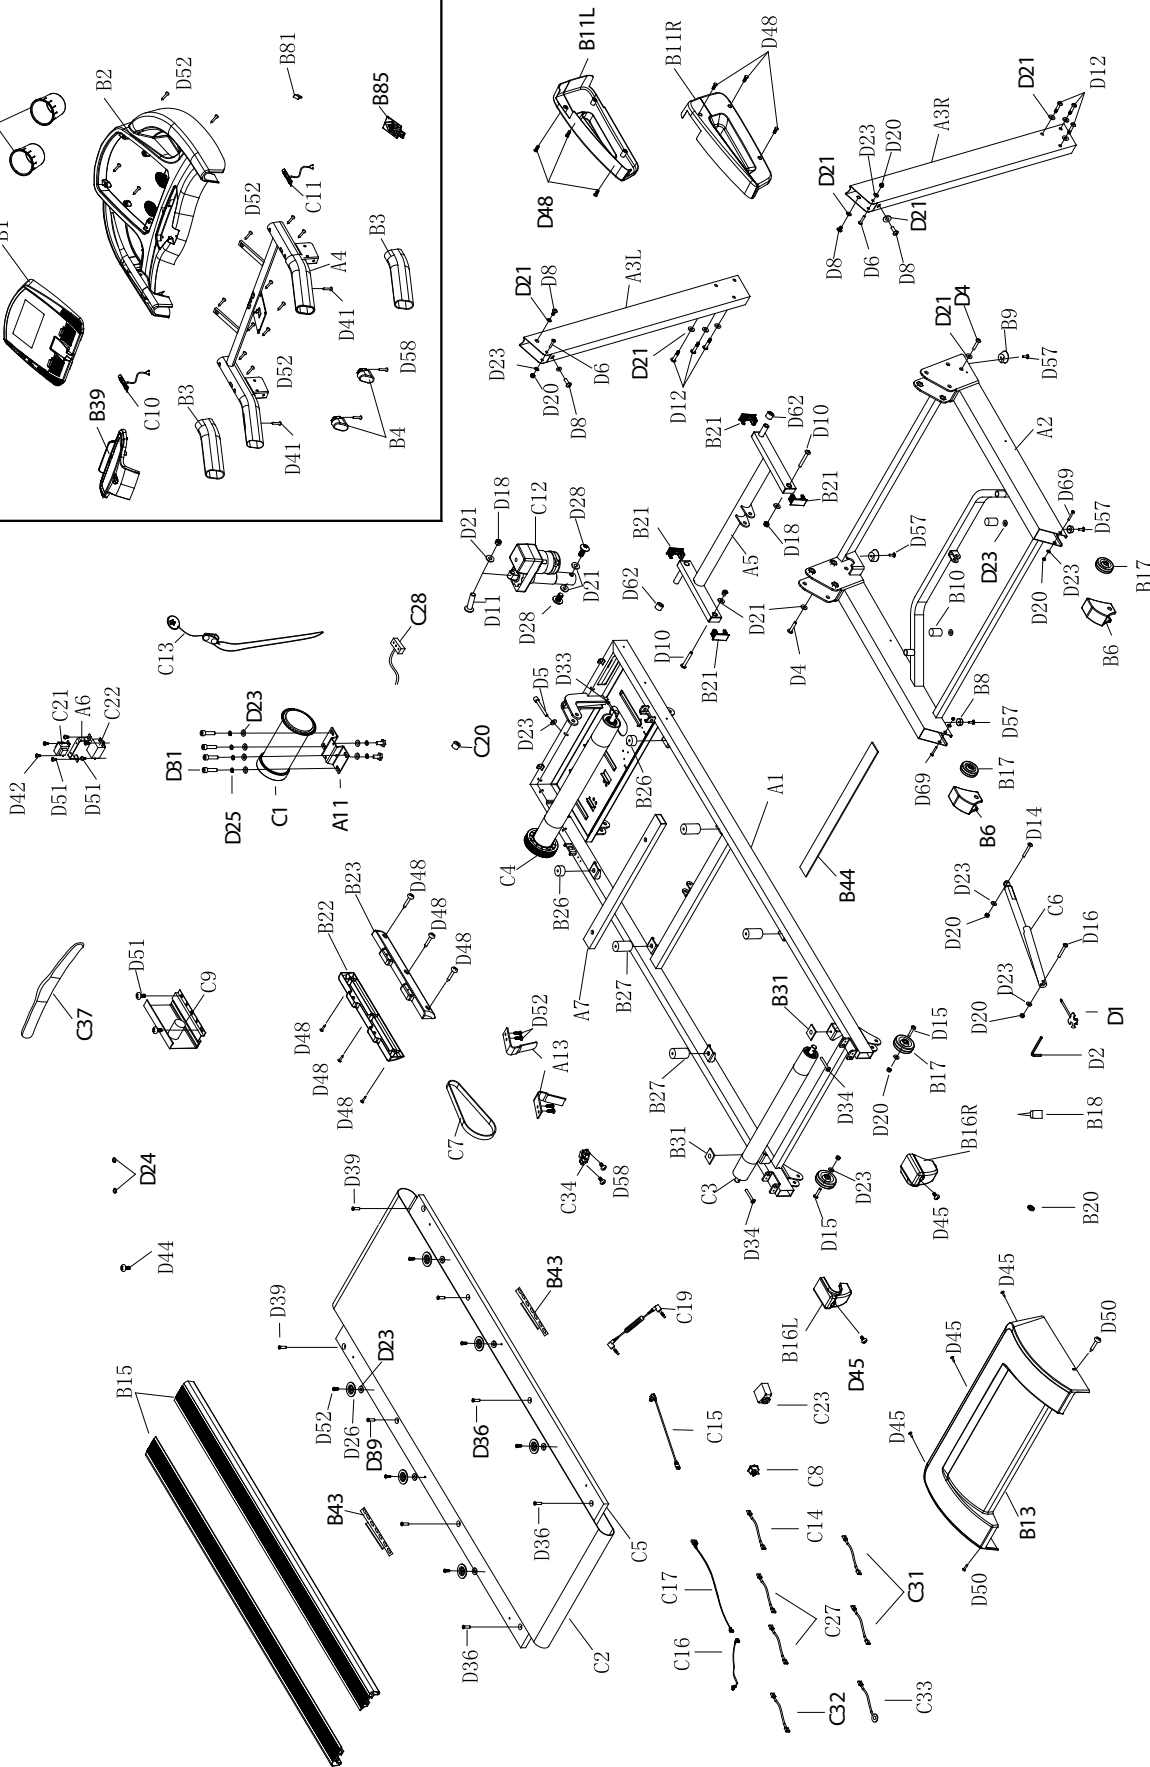 B1
B2
D52
B81
B85
C11
D52
A4
B3
D41
D58
B4
D52
D41
B3
C10
B39
B11L
B11R
D48
D48
D21
D12
A3R
D20
D23
D21
D21
D8
D6
D8
A3L
D8
D21
D6
D23
D20
D8
D21
D12
D21
D4
B9
D57
A2
D69
D57
D23
D20
D23
B17
B6
B10
D57
B8
D57
D69
B17
B6
D4
D21
B21
D62
D10
B21
D18
A5
B21
D62
D10
B21
D18
D21
C12
D28
D11
D21
D28
C13
C28
C20
D5
D33
D23
B26
C4
B26
A1
B44
A7
B27
B27
B31
B31
C3
D34
D34
D15
B17
D20
D23
D15
D14
D23
C6
D20
D16
D23
D20
D1
D2
B18
B16R
D45
B20
D42
C21
A6
C22
D51
D51
D31
D23
D25
C1
A11
C37
D51
C9
B22
B23
D48
D48
D48
D48
D48
D48
D52
A13
C7
C34
D58
D24
D44
D39
D39
B15
D52
D26
D23
D39
B43
B43
D36
D36
D36
C5
C2
C19
C15
B16L
D45
C23
C8
C14
C17
C16
C27
C31
C32
C33
D45
D45
D45
D50
D50
B13